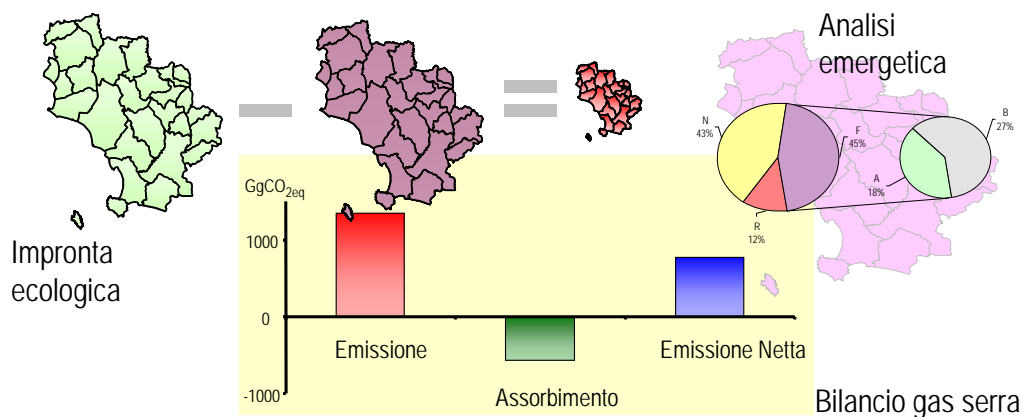 Analisi
emergetica
N
43%
F
45%
B
27%
A
18%
R
12%
Impronta
ecologica
GgCO2eq
1000
0
-1000
Emissione
Assorbimento
Emissione Netta
Bilancio gas serra